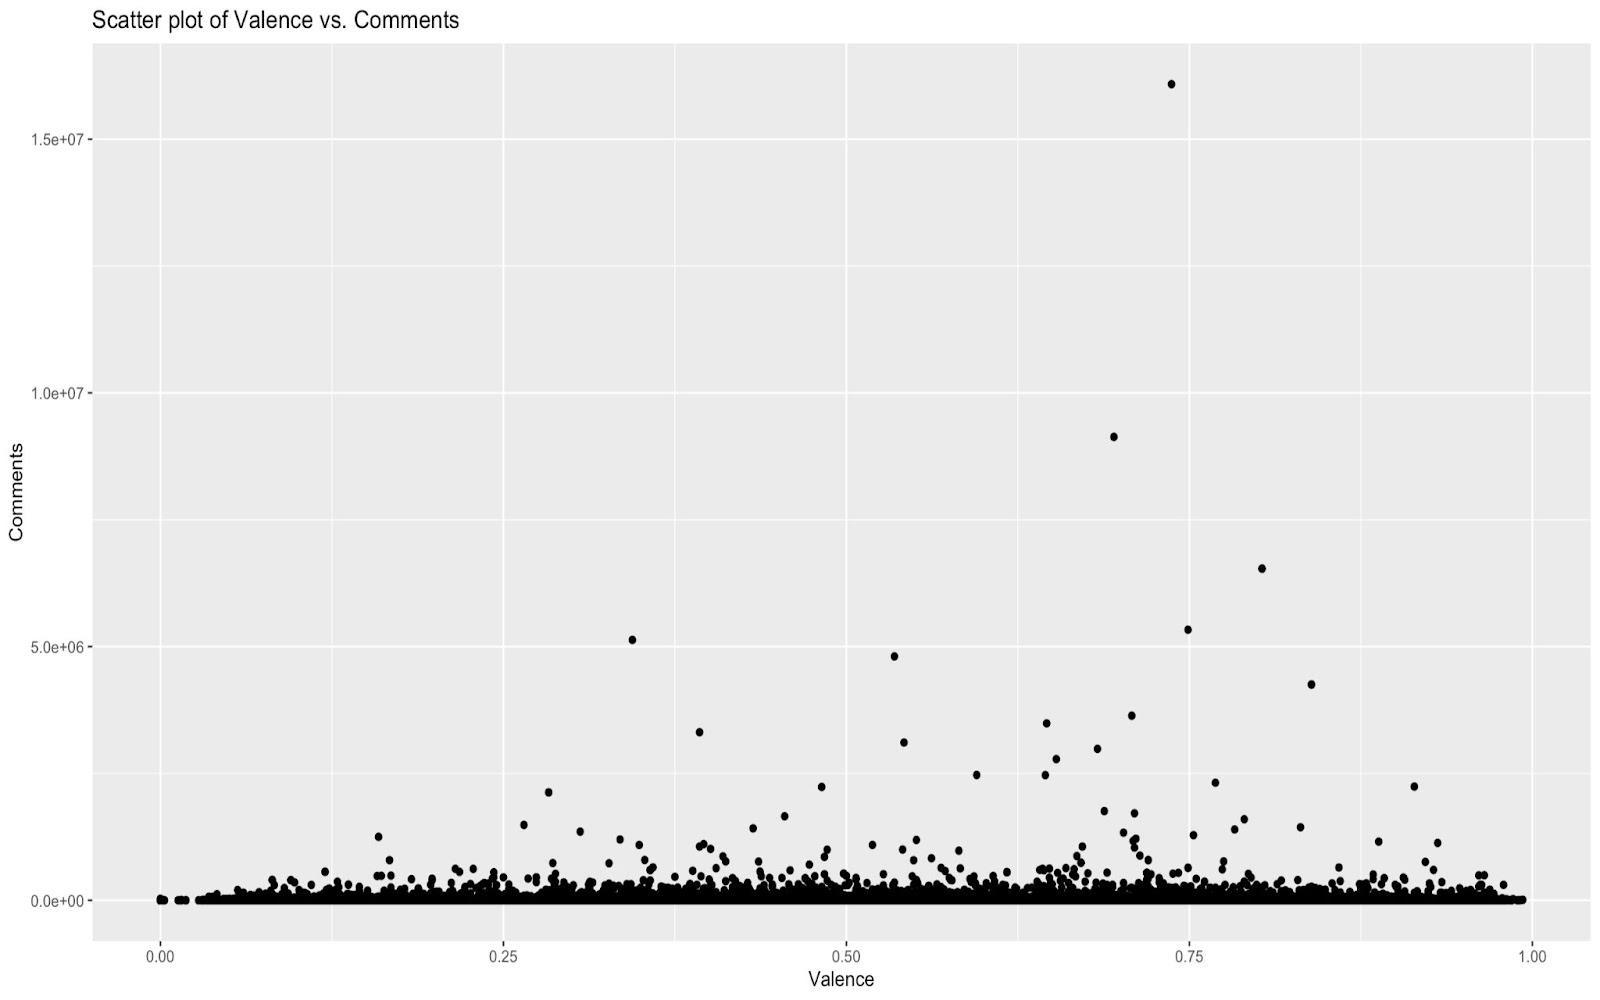 Scatter plot of Valence vs. Comments
1.5e+07
1.0e+07
Comments
5.0e+06
0.0e+00
0.00 0.25 0.50 0.75 1.00
Valence